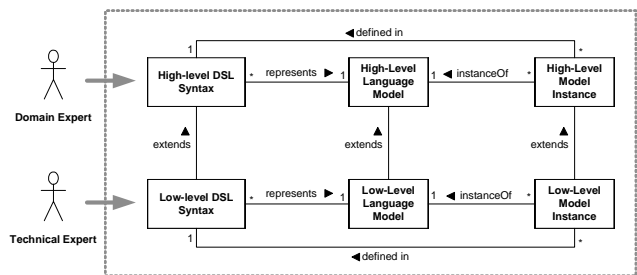 defined in
1
*
High-level DSL
Syntax
*
represents
1
High-Level
Language
Model
1
instanceOf
*
High-Level
Model
Instance
Domain Expert
extends
extends
extends
Low-level DSL
Syntax
*
represents
1
Low-Level
Language
Model
1
instanceOf
*
Low-Level
Model
Instance
Technical Expert
1
*
defined in